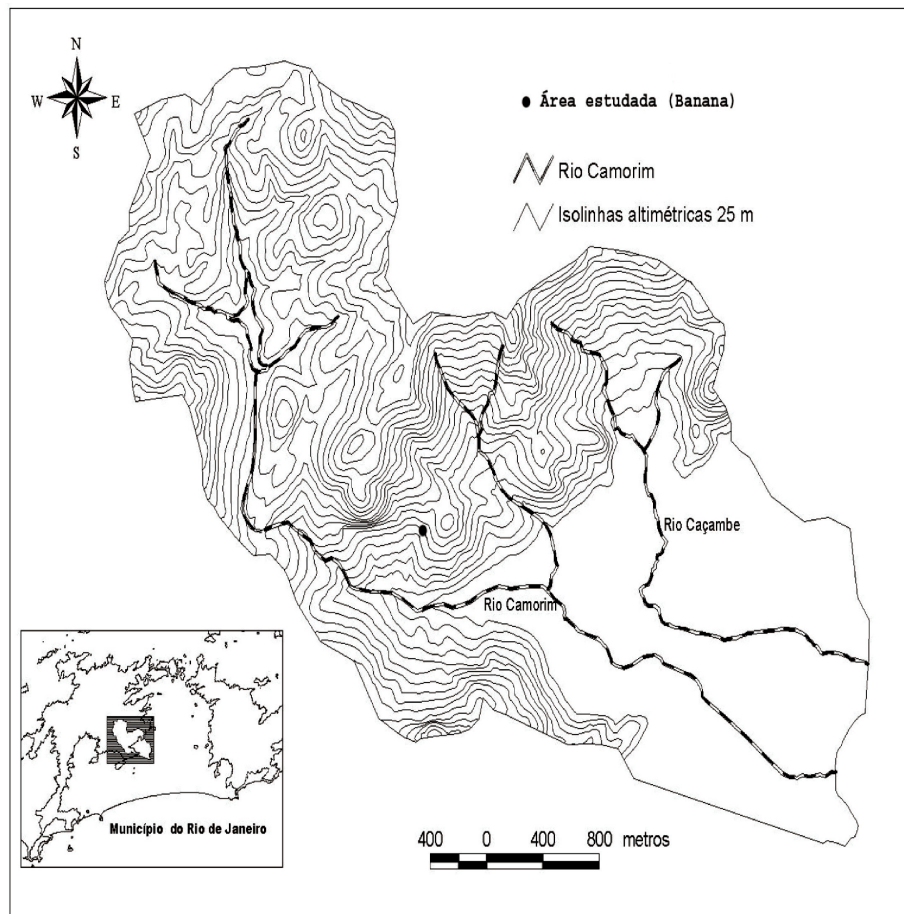 N
W E
S
Área estudada (Banana)
Rio Camorim
Isolinhas altimétricas 25 m
Rio Caçambe
Rio Camorim
Município do Rio de Janeiro
400 0 400 800 metros